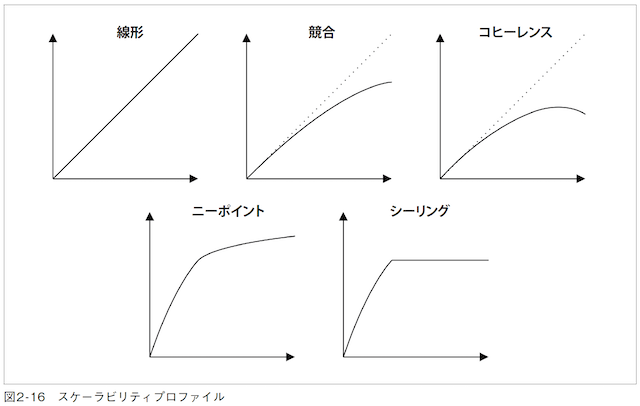 線形
競合
コヒーレンス
ニーポイント
シーリング
図2-16　スケーラビリティプロファイル